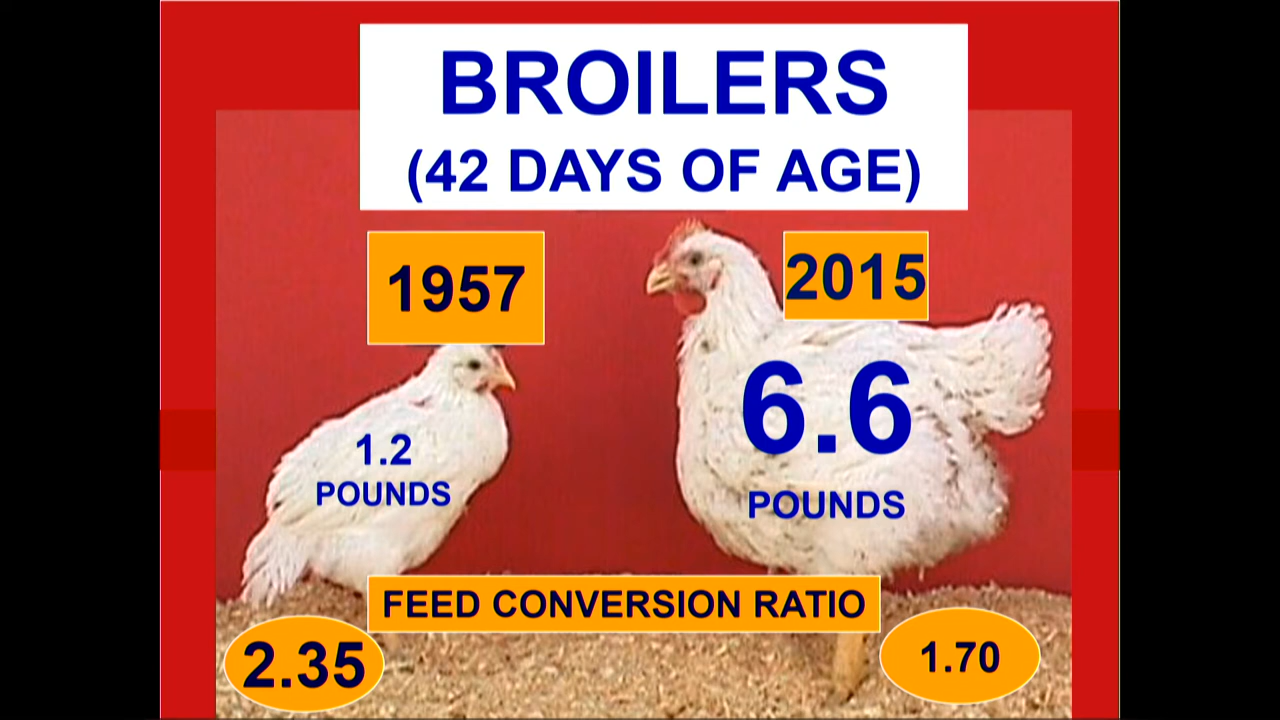 BROILERS
(42 DAYS OF AGE)
1957
2015
1.2
POUNDS
6.6
POUNDS
FEED CONVERSION RATIO
2.35
1.70